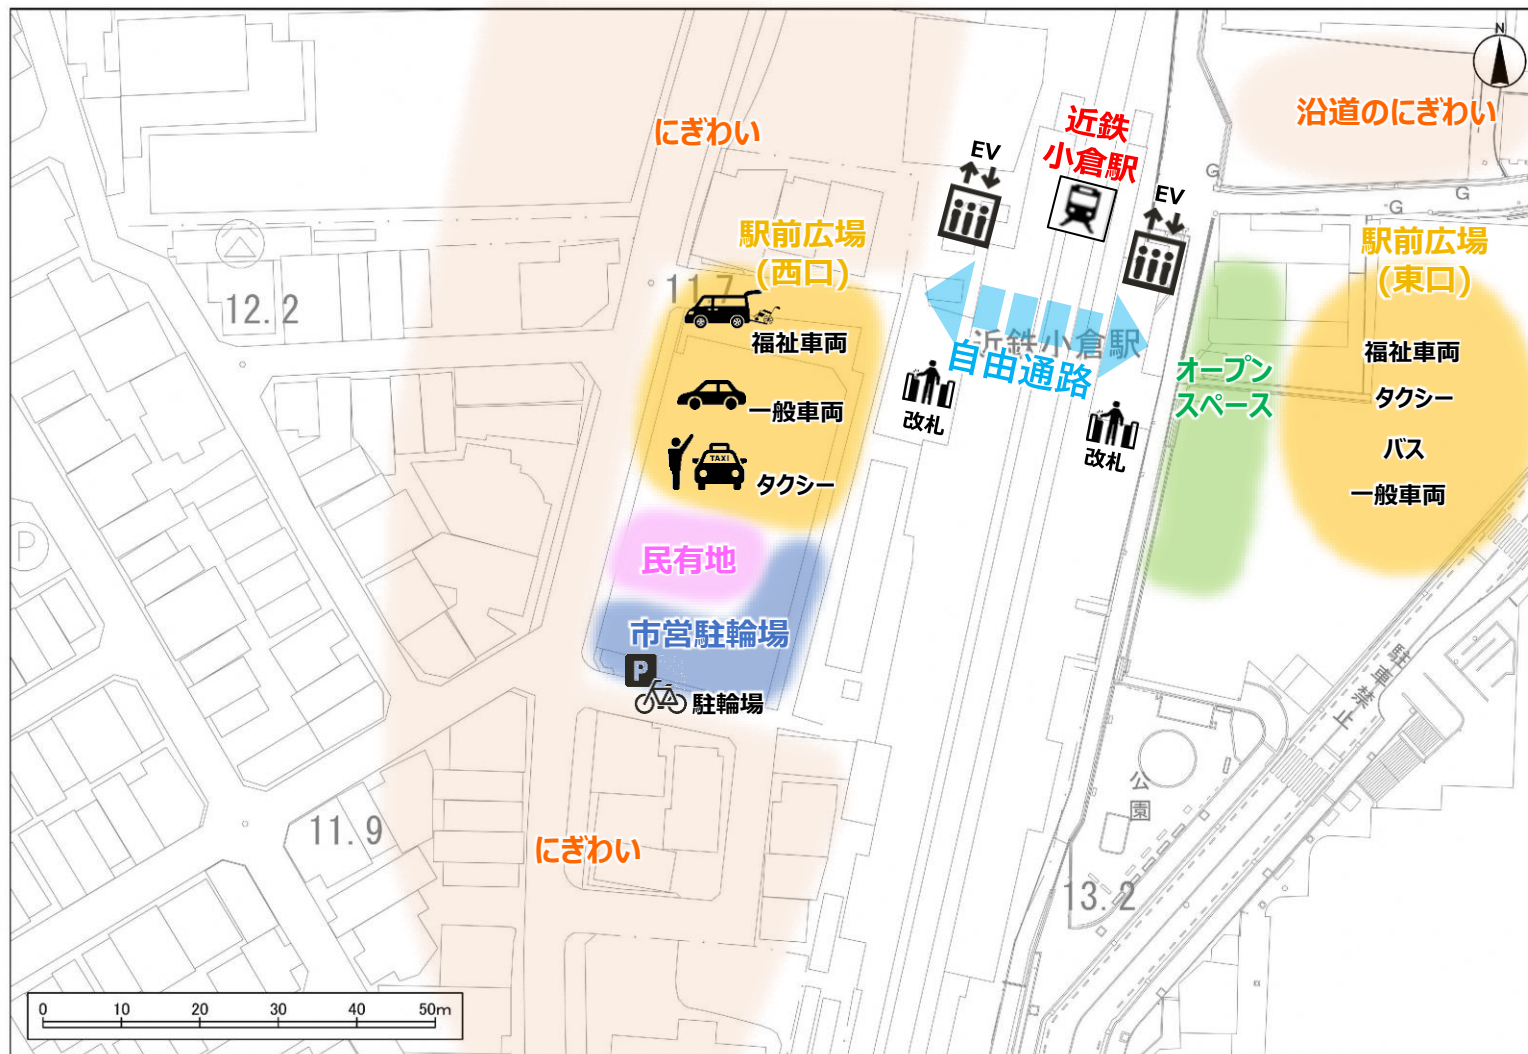 N
沿道のにぎわい
にぎわい
近鉄
小倉駅
EV
EV
G
G
G
駅前広場
(西口)
駅前広場
(東口)
11.7
12.2
福祉車両
一般車両
TAXI
タクシー
近鉄小倉駅
自由通路
改札
改札
オープン
スペース
福祉車両
タクシー
バス
一般車両
P
民有地
市営駐輪場
P
駐輪場
駐車禁止
公園
11.9
にぎわい
13.2
0 10 20 30 40 50m